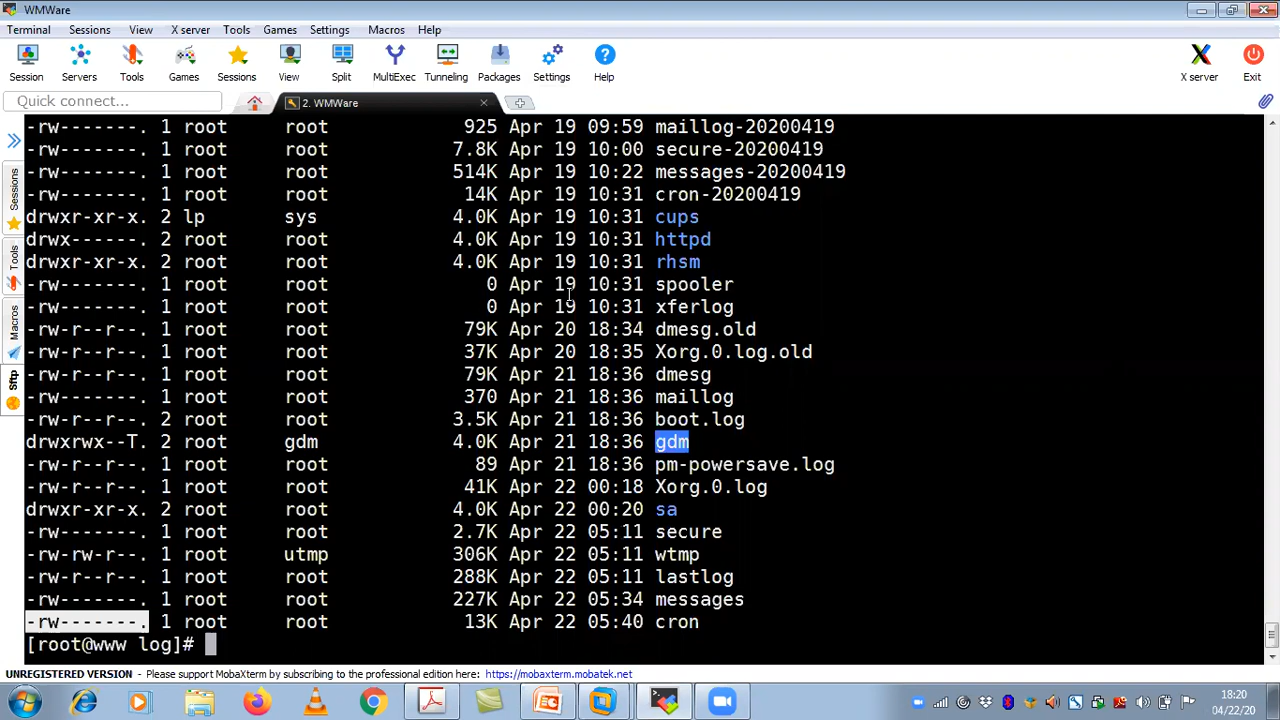 WMWare
Terminal Sessions View X server Tools Games Settings Macros Help
Session Servers Tools Games Sessions View Split MultiExec Tunneling Packages Settings Help X server Exit
Quick connect... 2. WMWare
Sessions
Tools
Macros
Sftp
-rw-------. 1 root root 925 Apr 19 09:59 maillog-20200419
-rw-------. 1 root root 7.8K Apr 19 10:00 secure-20200419
-rw-------. 1 root root 514K Apr 19 10:22 messages-20200419
-rw-------. 1 root root 14K Apr 19 10:31 cron-20200419
drwxr-xr-x. 2 lp sys 4.0K Apr 19 10:31 cups
drwx------. 2 root root 4.0K Apr 19 10:31 httpd
drwxr-xr-x. 2 root root 4.0K Apr 19 10:31 rhsm
-rw-------. 1 root root 0 Apr 19 10:31 spooler
-rw-------. 1 root root 0 Apr 19 10:31 xferlog
-rw-r--r--. 1 root root 79K Apr 20 18:34 dmesg.old
-rw-r--r--. 1 root root 37K Apr 20 18:35 Xorg.0.log.old
-rw-r--r--. 1 root root 79K Apr 21 18:36 dmesg
-rw-------. 1 root root 370 Apr 21 18:36 maillog
-rw-r--r--. 2 root root 3.5K Apr 21 18:36 boot.log
drwxrwx--T. 2 root gdm 4.0K Apr 21 18:36 gdm
-rw-r--r--. 1 root root 89 Apr 21 18:36 pm-powersave.log
-rw-r--r--. 1 root root 41K Apr 22 00:18 Xorg.0.log
drwxr-xr-x. 2 root root 4.0K Apr 22 00:20 sa
-rw-------. 1 root root 2.7K Apr 22 05:11 secure
-rw-rw-r--. 1 root utmp 306K Apr 22 05:11 wtmp
-rw-r--r--. 1 root root 288K Apr 22 05:11 lastlog
-rw-------. 1 root root 227K Apr 22 05:34 messages
-rw-------. 1 root root 13K Apr 22 05:40 cron
[root@www log]#
UNREGISTERED VERSION - Please support MobaXterm by subscribing to the professional edition here: https://mobaxterm.mobatek.net
18:20
04/22/20